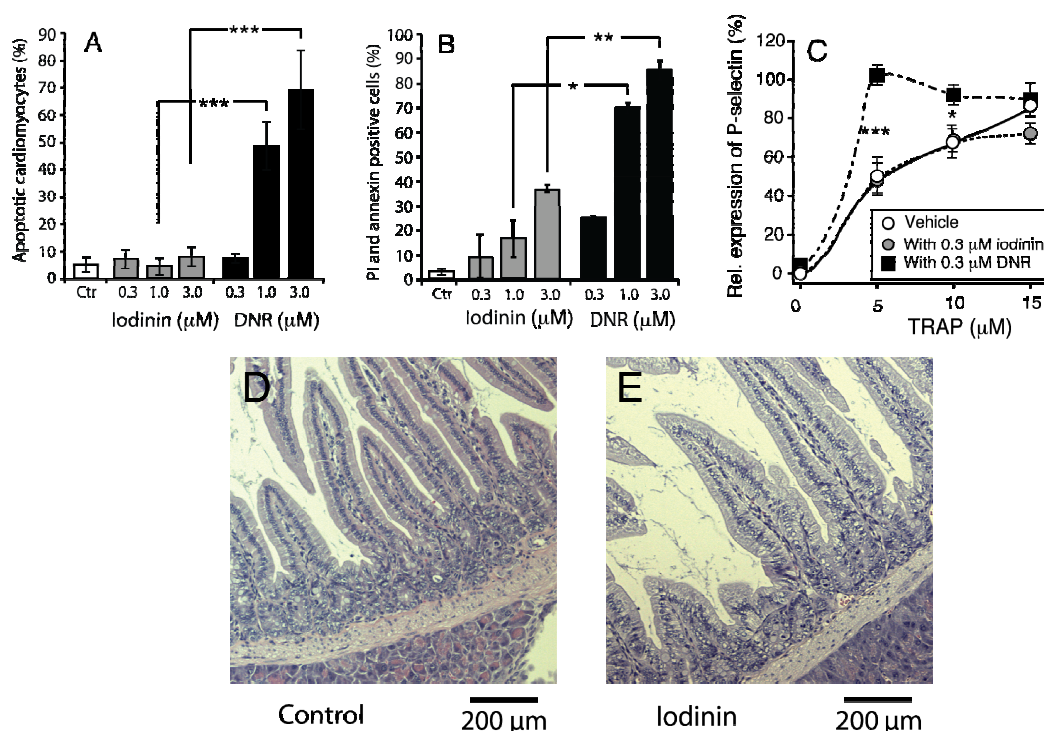 A
Apoptotic cardiomyocytes (%)
90
80
70
60
50
40
30
20
10
0
***
***
Ctr 0.3 1.0 3.0 0.3 1.0 3.0
Iodinin (µM) DNR (µM)
B
PI and annexin positive cells (%)
100
90
80
70
60
50
40
30
20
10
0
**
*
Ctr 0.3 1.0 3.0 0.3 1.0 3.0
Iodinin (µM) DNR (µM)
C
Rel. expression of P-selectin (%)
120
100
80
60
40
20
0
***
*
Vehicle
With 0.3 µM iodinin
With 0.3 µM DNR
0 5 10 15
TRAP (µM)
D
Control
200 µm
E
Iodinin
200 µm